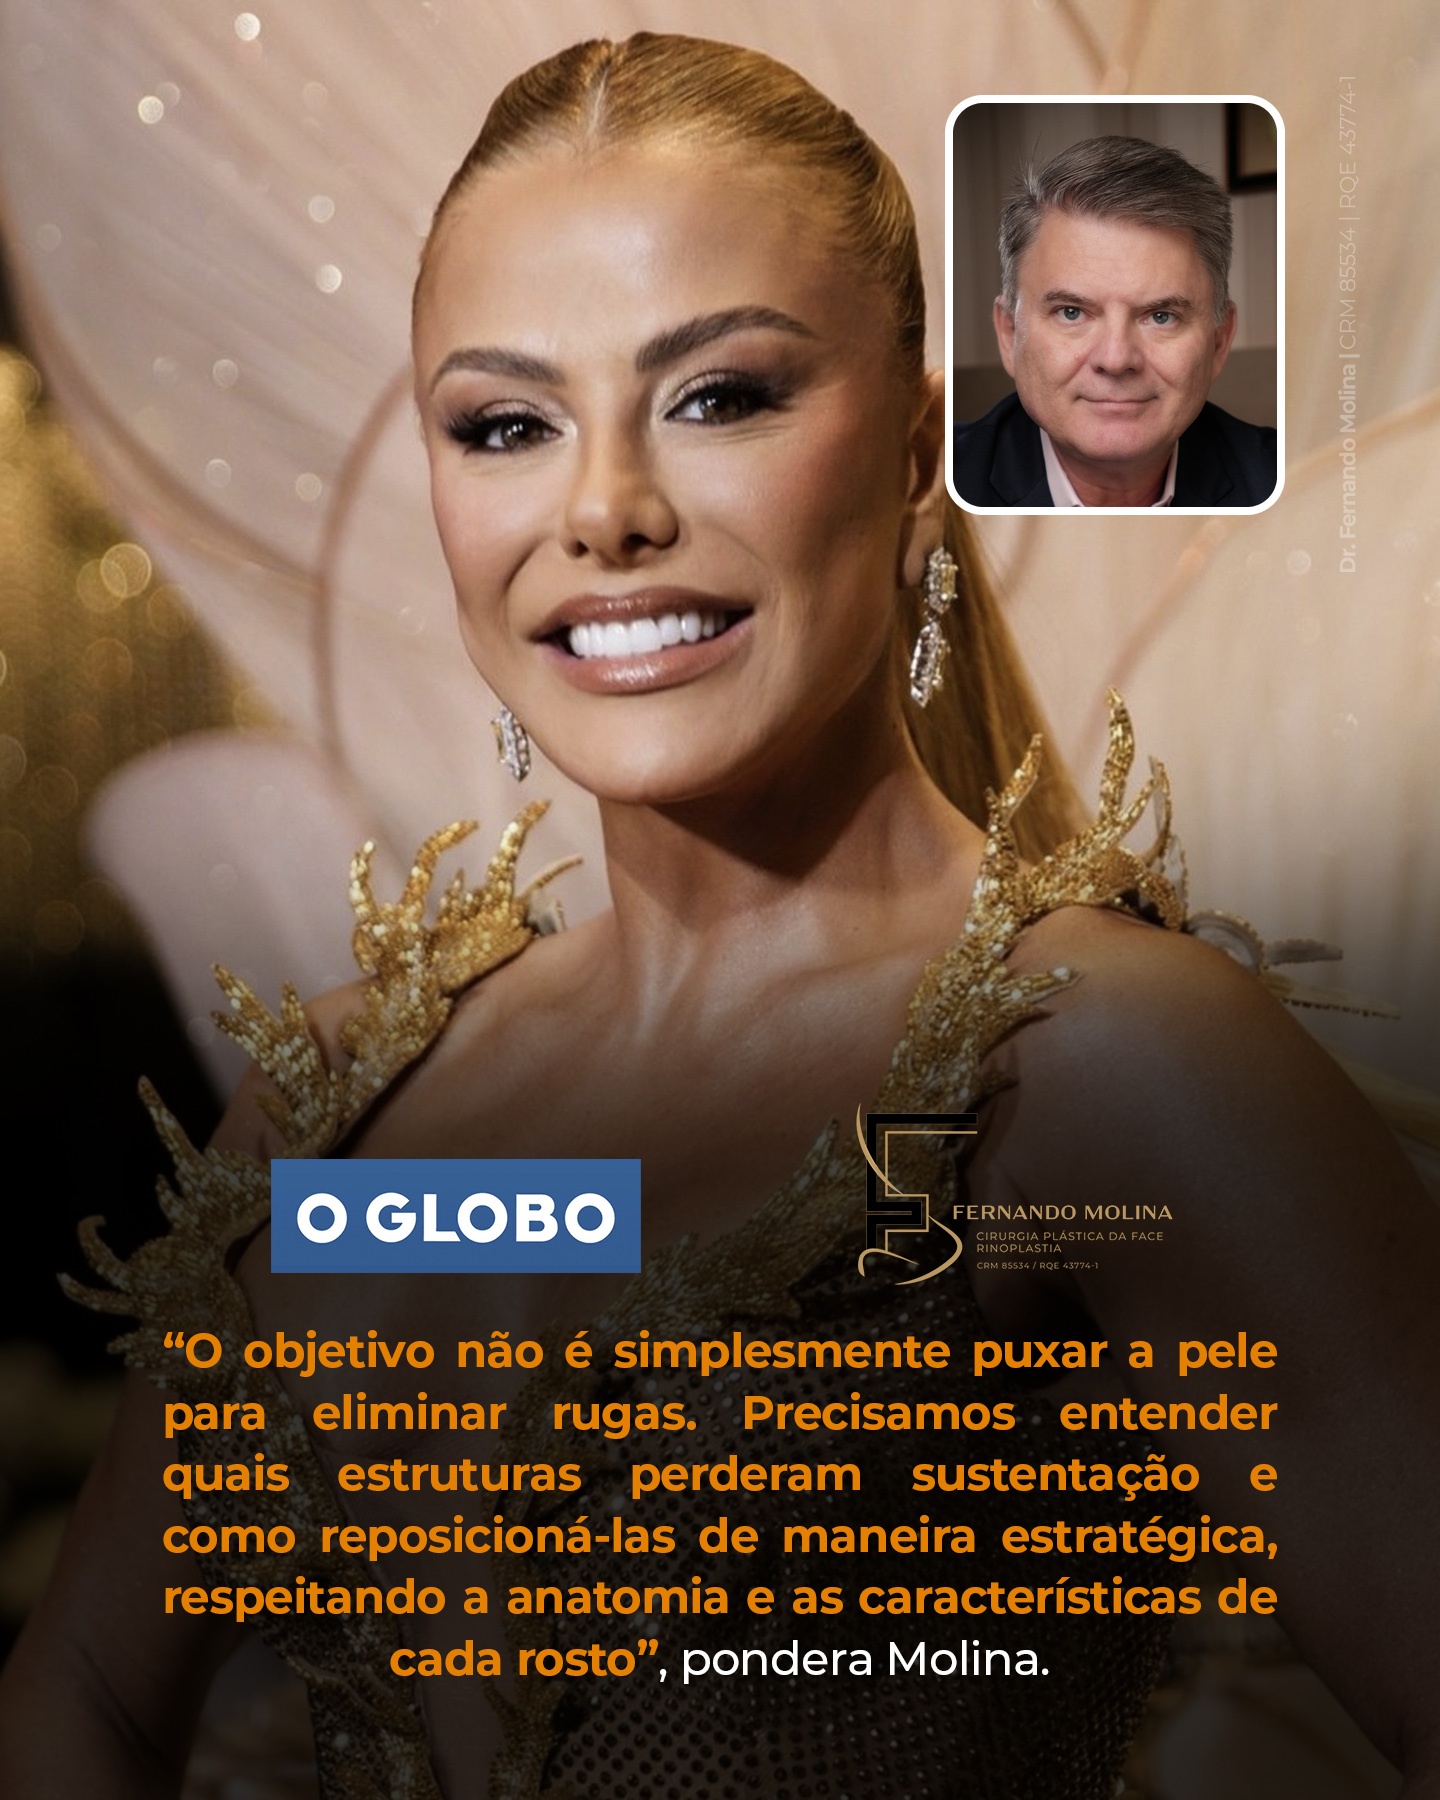 Dr. Fernando Molina | CRM 85534 | RQE 43774-1
O GLOBO
FERNANDO MOLINA
CIRURGIA PLÁSTICA DA FACE
RINOPLASTIA
CRM 85534 / RQE 43774-1
“O objetivo não é simplesmente puxar a pele
para eliminar rugas. Precisamos entender
quais estruturas perderam sustentação e
como reposicioná-las de maneira estratégica,
respeitando a anatomia e as características de
cada rosto”, pondera Molina.